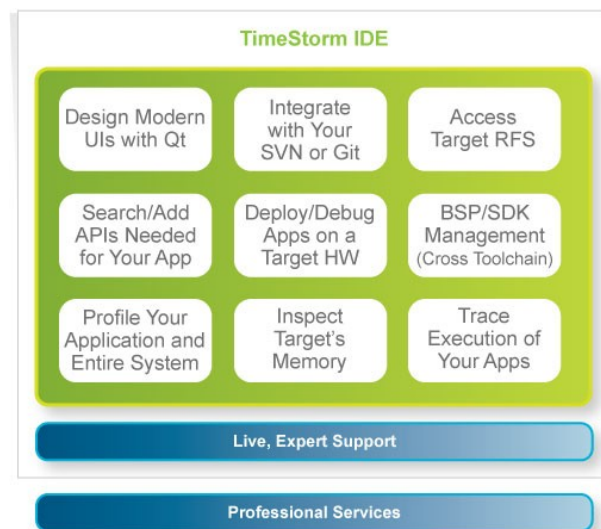 TimeStorm IDE
Design Modern
UIs with Qt
Integrate
with Your
SVN or Git
Access
Target RFS
Search/Add
APIs Needed
for Your App
Deploy/Debug
Apps on a
Target HW
BSP/SDK
Management
(Cross Toolchain)
Profile Your
Application and
Entire System
Inspect
Target's
Memory
Trace
Execution of
Your Apps
Live, Expert Support
Professional Services